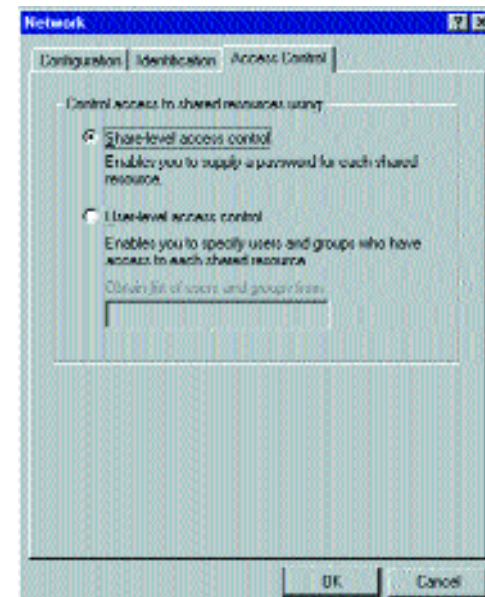 Network
Configuration Identification Access Control
Control access to shared resources using:
Share-level access control
Enables you to supply a password for each shared
resource.
User-level access control
Enables you to specify users and groups who have
access to each shared resource
Obtain list of users and groups from:
OK Cancel